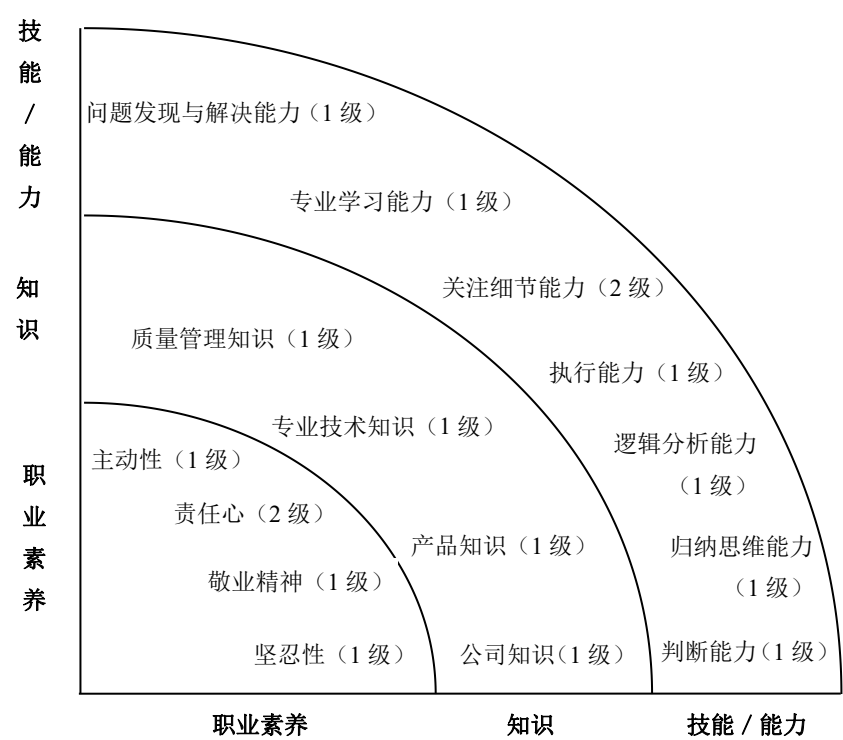 技能/能力
问题发现与解决能力（1 级）
专业学习能力（1 级）
关注细节能力（2 级）
执行能力（1 级）
逻辑分析能力
（1 级）
归纳思维能力
（1 级）
判断能力（1 级）
知识
质量管理知识（1 级）
专业技术知识（1 级）
产品知识（1 级）
公司知识（1 级）
职业素养
主动性（1 级）
责任心（2 级）
敬业精神（1 级）
坚忍性（1 级）
职业素养
知识
技能 / 能力